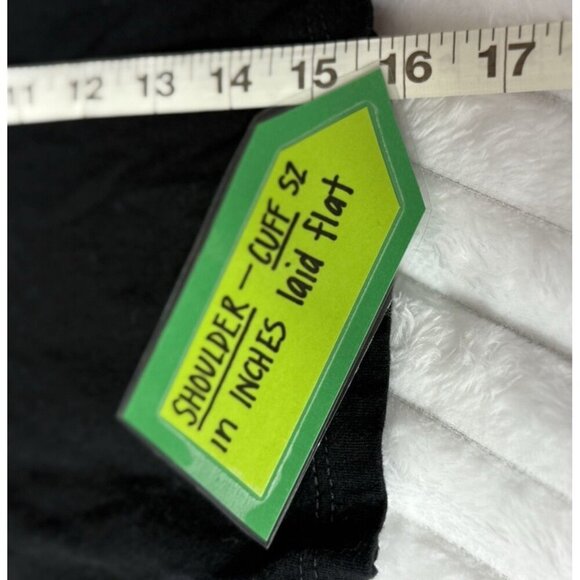 11 12 13 14 15 16 17
SHOULDER - CUFF SZ
in INCHES laid flat